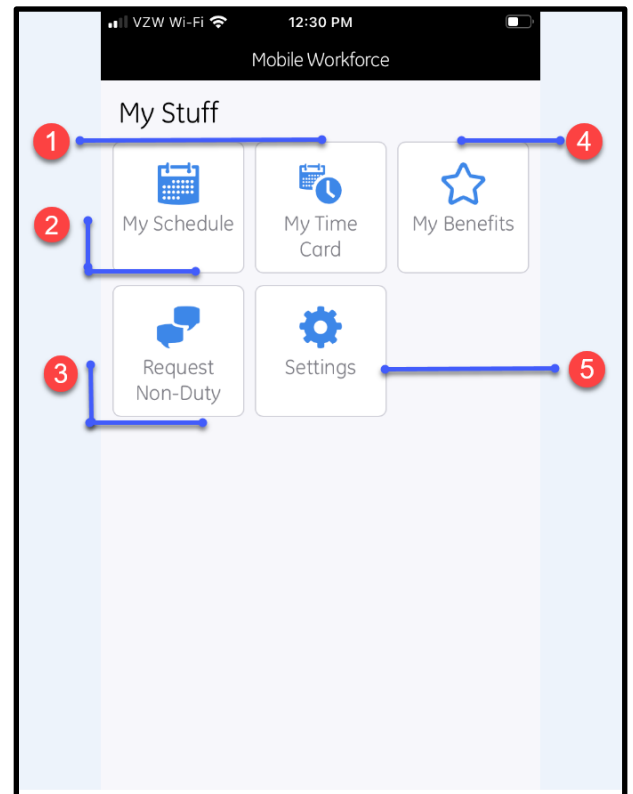 VZW Wi-Fi 12:30 PM
Mobile Workforce
My Stuff
1
4
My Schedule
My Time
Card
My Benefits
2
Request
Non-Duty
Settings
3
5